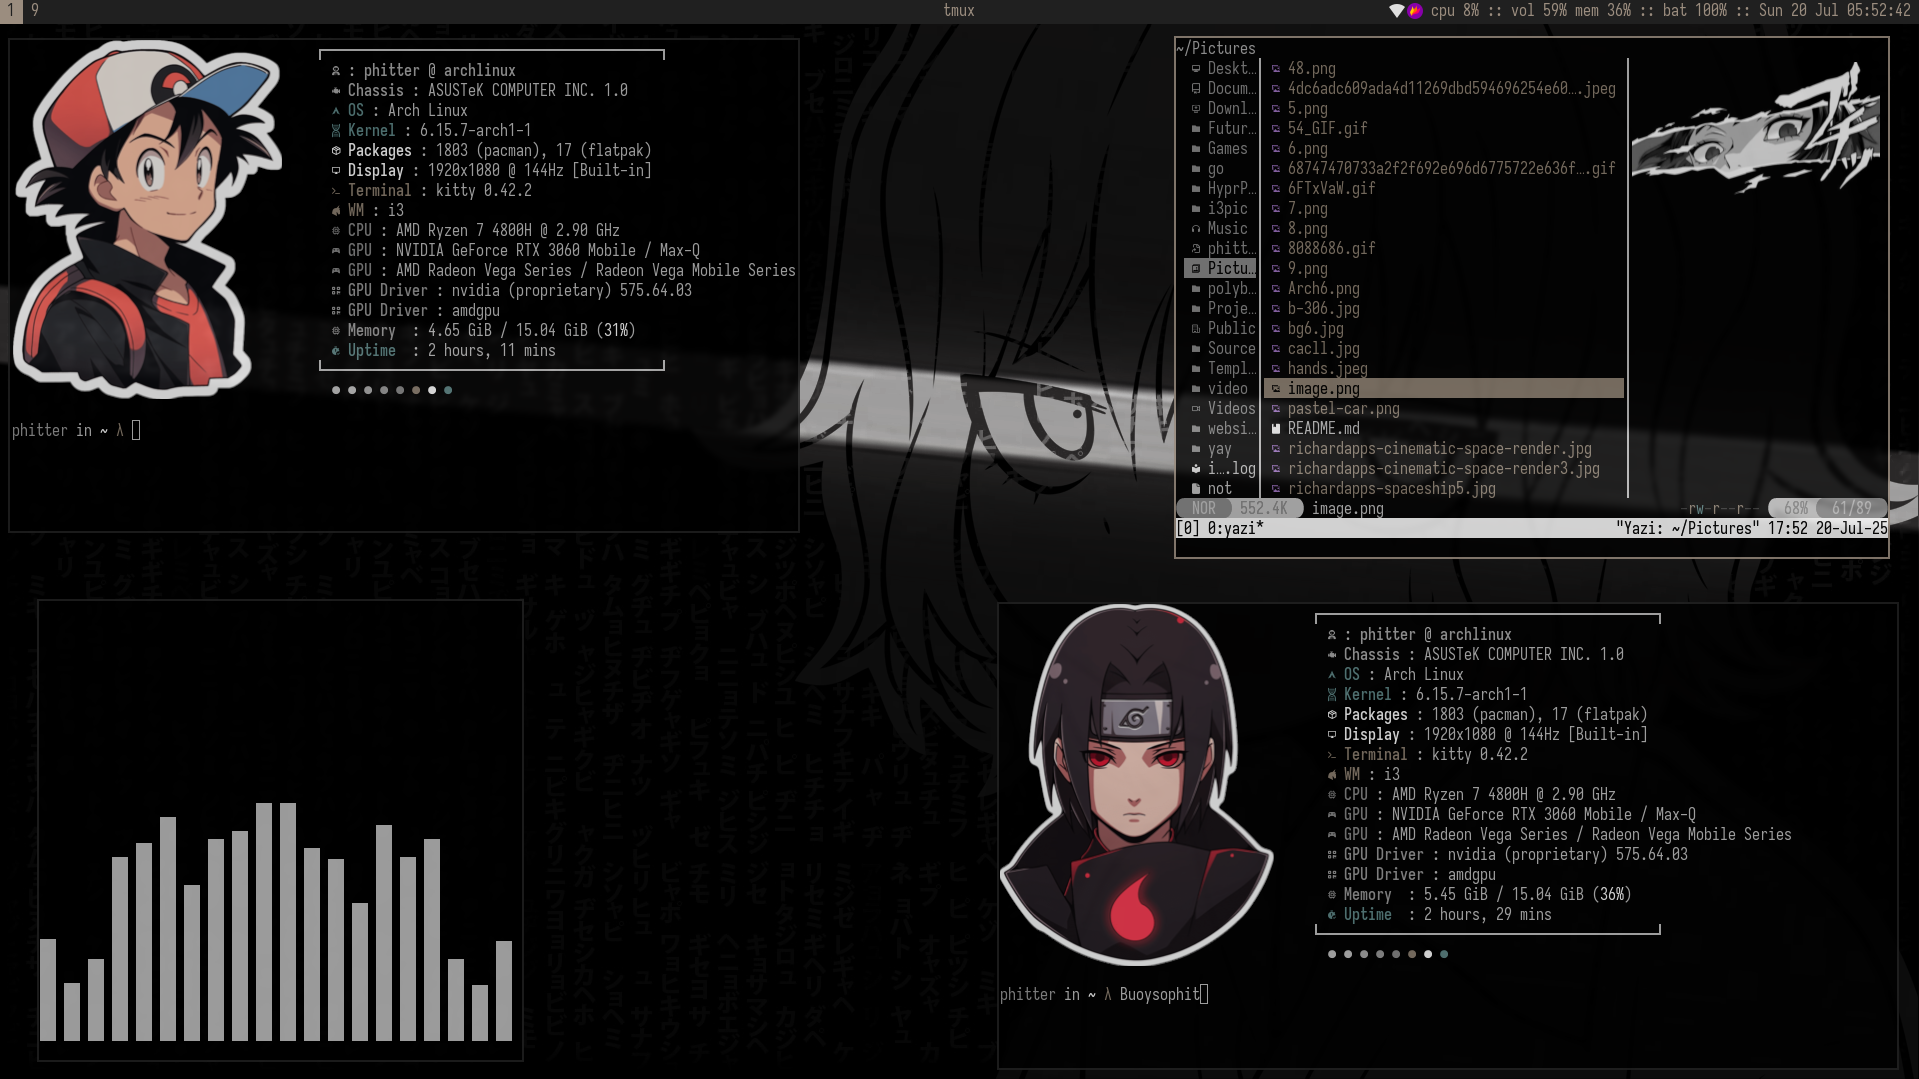 1 9 tmux cpu 8% :: vol 59% mem 36% :: bat 100% :: Sun 20 Jul 05:52:42
: phitter @ archlinux
Chassis : ASUSTeK COMPUTER INC. 1.0
OS : Arch Linux
Kernel : 6.15.7-arch1-1
Packages : 1803 (pacman), 17 (flatpak)
Display : 1920x1080 @ 144Hz [Built-in]
Terminal : kitty 0.42.2
WM : i3
CPU : AMD Ryzen 7 4800H @ 2.90 GHz
GPU : NVIDIA GeForce RTX 3060 Mobile / Max-Q
GPU : AMD Radeon Vega Series / Radeon Vega Mobile Series
GPU Driver : nvidia (proprietary) 575.64.03
GPU Driver : amdgpu
Memory : 4.65 GiB / 15.04 GiB (31%)
Uptime : 2 hours, 11 mins
phitter in ~ λ
~/Pictures
Deskt… 48.png
Docum… 4dc6adc609ada4d11269dbd594696254e60….jpeg
Downl… 5.png
Futur… 54_GIF.gif
Games 6.png
go 68747470733a2f2f692e696d6775722e636f….gif
HyprP… 6FTxVaW.gif
i3pic 7.png
Music 8.png
phitt… 8088686.gif
Pictu… 9.png
polyb… Arch6.png
Proje… b-306.jpg
Public bg6.jpg
Source cacll.jpg
Templ… hands.jpeg
video image.png
Videos pastel-car.png
websi… README.md
yay richardapps-cinematic-space-render.jpg
i….log richardapps-cinematic-space-render3.jpg
not richardapps-spaceship5.jpg
NOR 552.4K image.png -rw-r--r-- 68% 61/89
[0] 0:yazi* "Yazi: ~/Pictures" 17:52 20-Jul-25
: phitter @ archlinux
Chassis : ASUSTeK COMPUTER INC. 1.0
OS : Arch Linux
Kernel : 6.15.7-arch1-1
Packages : 1803 (pacman), 17 (flatpak)
Display : 1920x1080 @ 144Hz [Built-in]
Terminal : kitty 0.42.2
WM : i3
CPU : AMD Ryzen 7 4800H @ 2.90 GHz
GPU : NVIDIA GeForce RTX 3060 Mobile / Max-Q
GPU : AMD Radeon Vega Series / Radeon Vega Mobile Series
GPU Driver : nvidia (proprietary) 575.64.03
GPU Driver : amdgpu
Memory : 5.45 GiB / 15.04 GiB (36%)
Uptime : 2 hours, 29 mins
phitter in ~ λ Buoysophit